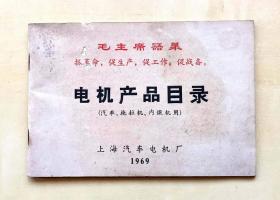 毛主席语录
抓革命，促生产，促工作，促战备。
电机产品目录
（汽车、拖拉机、内燃机用）
上海汽车电机厂
1969